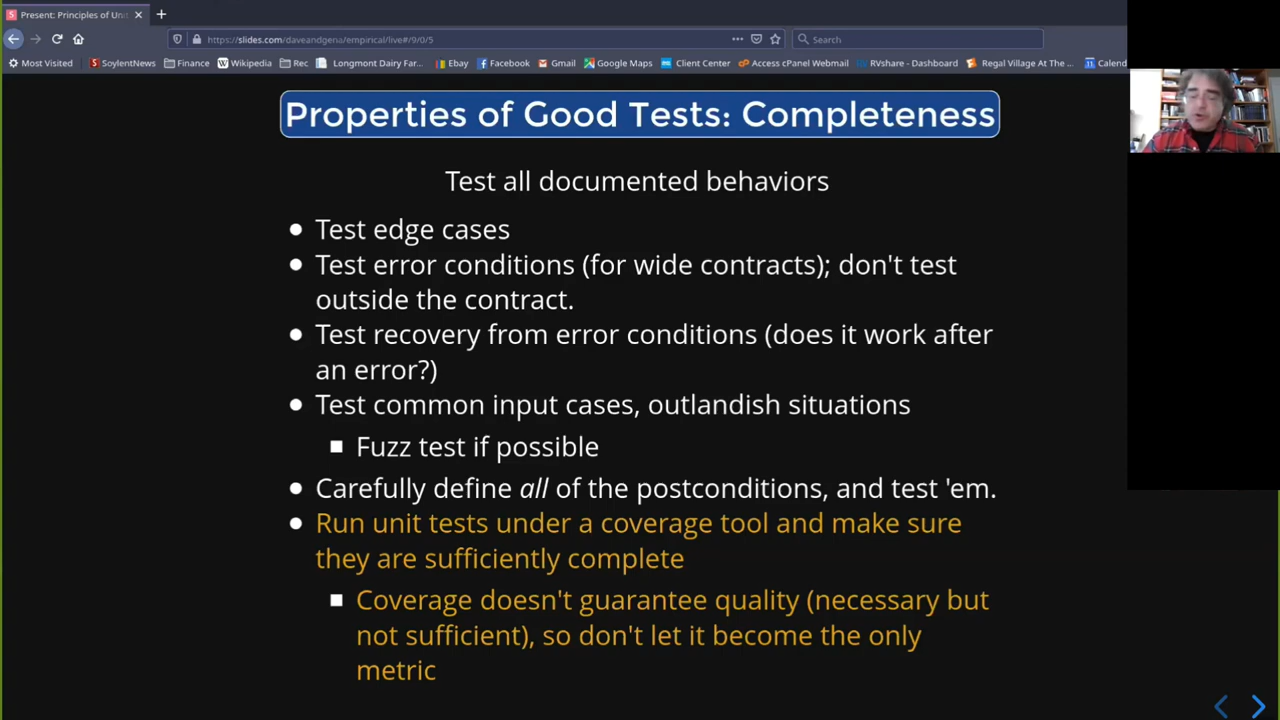 Present: Principles of Unit
https://slides.com/daveandgena/empirical/live#/9/0/5
Search
Most Visited
SoylentNews
Finance
Wikipedia
Rec
Longmont Dairy Far…
Ebay
Facebook
Gmail
Google Maps
Client Center
Access cPanel Webmail
RVshare - Dashboard
Regal Village At The …
Calend
Properties of Good Tests: Completeness
Test all documented behaviors
● Test edge cases
● Test error conditions (for wide contracts); don't test
outside the contract.
● Test recovery from error conditions (does it work after
an error?)
● Test common input cases, outlandish situations
■ Fuzz test if possible
● Carefully define all of the postconditions, and test 'em.
● Run unit tests under a coverage tool and make sure
they are sufficiently complete
■ Coverage doesn't guarantee quality (necessary but
not sufficient), so don't let it become the only
metric